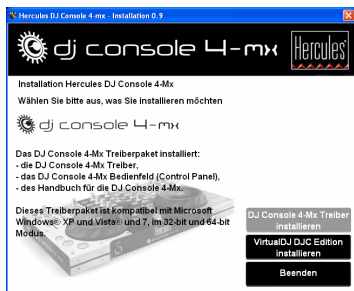 Hercules DJ Console 4-mx - Installation 0.9
dj console 4-mx Hercules
Installation Hercules DJ Console 4-Mx
Wählen Sie bitte aus, was Sie installieren möchten
dj console 4-mx
Das DJ Console 4-Mx Treiberpaket installiert:
- die DJ Console 4-Mx Treiber,
- das DJ Console 4-Mx Bedienfeld (Control Panel),
- des Handbuch für die DJ Console 4-Mx.
Dieses Treiberpaket ist kompatibel mit Microsoft
Windows® XP und Vista® und 7, im 32-bit und 64-bit
Modus.
DJ Console 4-Mx Treiber
installieren
VirtualDJ DJC Edition
installieren
Beenden